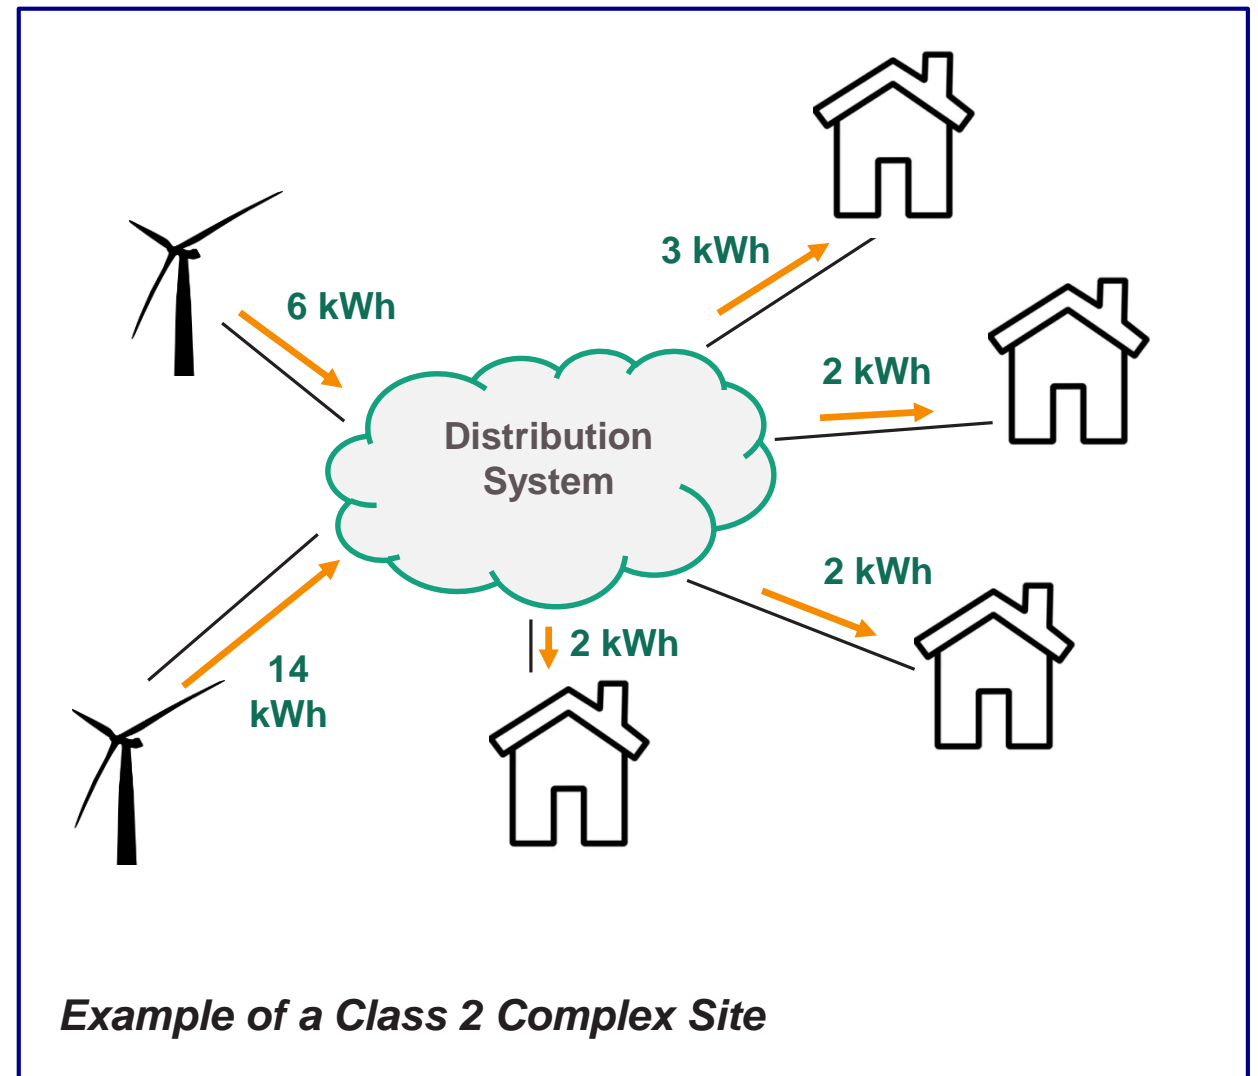 3 kWh
6 kWh
2 kWh
Distribution
System
2 kWh
2 kWh
14
kWh
Example of a Class 2 Complex Site